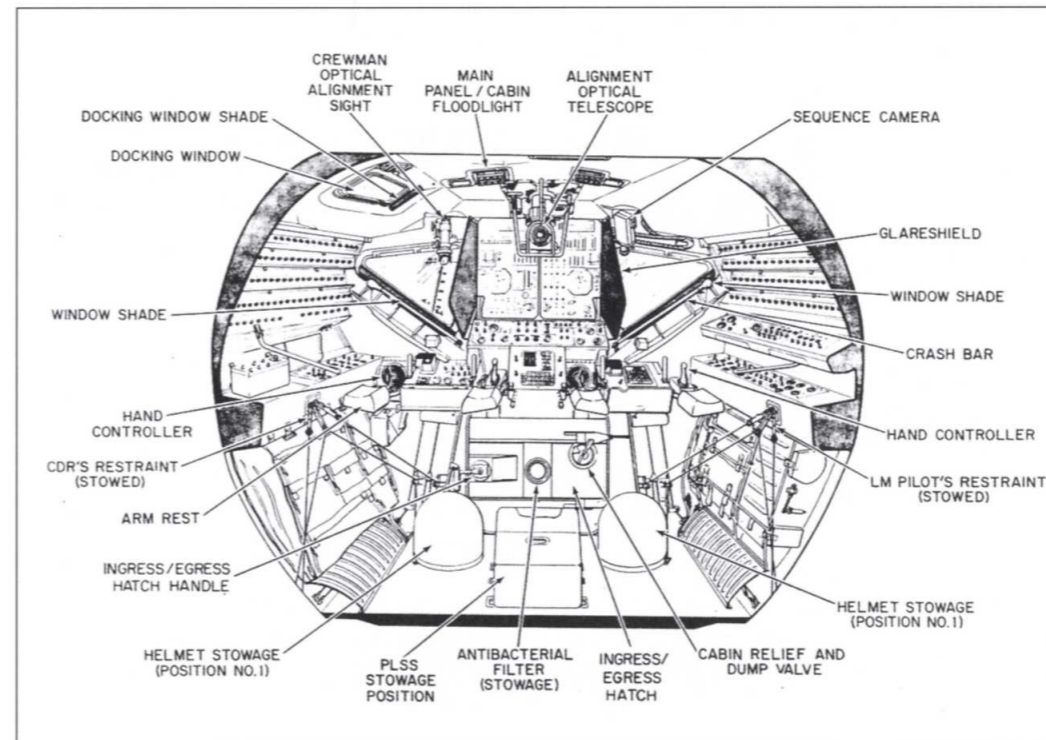 CREWMAN
OPTICAL
ALIGNMENT
SIGHT
MAIN
PANEL / CABIN
FLOODLIGHT
ALIGNMENT
OPTICAL
TELESCOPE
DOCKING WINDOW SHADE
SEQUENCE CAMERA
DOCKING WINDOW
GLARESHIELD
WINDOW SHADE
WINDOW SHADE
CRASH BAR
HAND
CONTROLLER
HAND CONTROLLER
CDR'S RESTRAINT
(STOWED)
LM PILOT'S RESTRAINT
(STOWED)
ARM REST
INGRESS/EGRESS
HATCH HANDLE
HELMET STOWAGE
(POSITION NO.1)
HELMET STOWAGE
(POSITION NO.1)
PLSS
STOWAGE
POSITION
ANTIBACTERIAL
FILTER
(STOWAGE)
INGRESS/
EGRESS
HATCH
CABIN RELIEF AND
DUMP VALVE